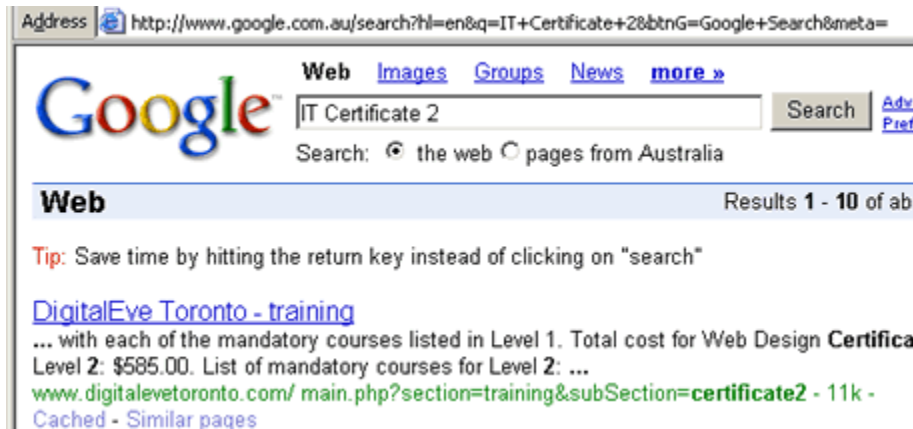 Address http://www.google.com.au/search?hl=en&q=IT+Certificate+2&btnG=Google+Search&meta=
Web Images Groups News more »
Google™ IT Certificate 2 Search
Search: the web pages from Australia
Web Results 1 - 10 of
Tip: Save time by hitting the return key instead of clicking on "search"
DigitalEve Toronto - training
... with each of the mandatory courses listed in Level 1. Total cost for Web Design
Level 2: $585.00. List of mandatory courses for Level 2: ...
www.digitalevetoronto.com/ main.php?section=training&subSection=certificate2 - 11k -
Cached - Similar pages